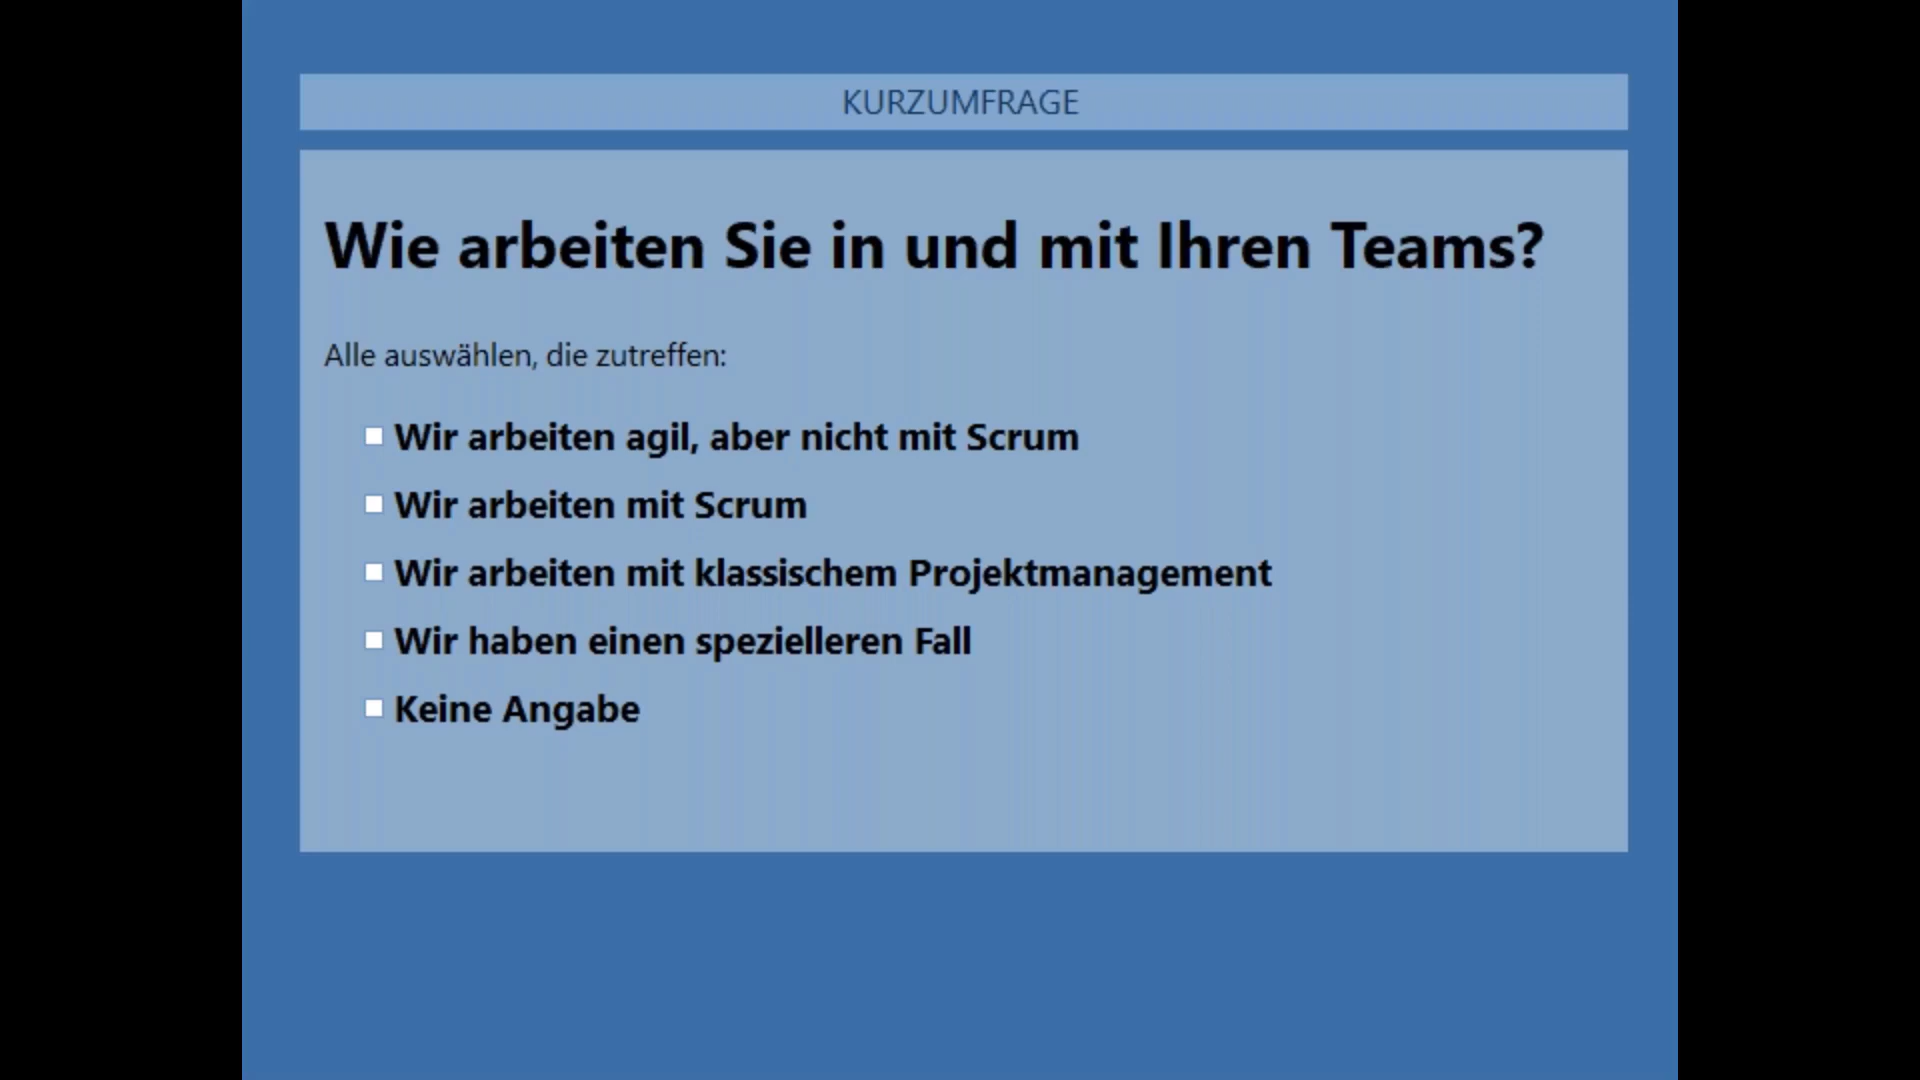 KURZUMFRAGE
Wie arbeiten Sie in und mit Ihren Teams?
Alle auswählen, die zutreffen:
Wir arbeiten agil, aber nicht mit Scrum
Wir arbeiten mit Scrum
Wir arbeiten mit klassischem Projektmanagement
Wir haben einen spezielleren Fall
Keine Angabe